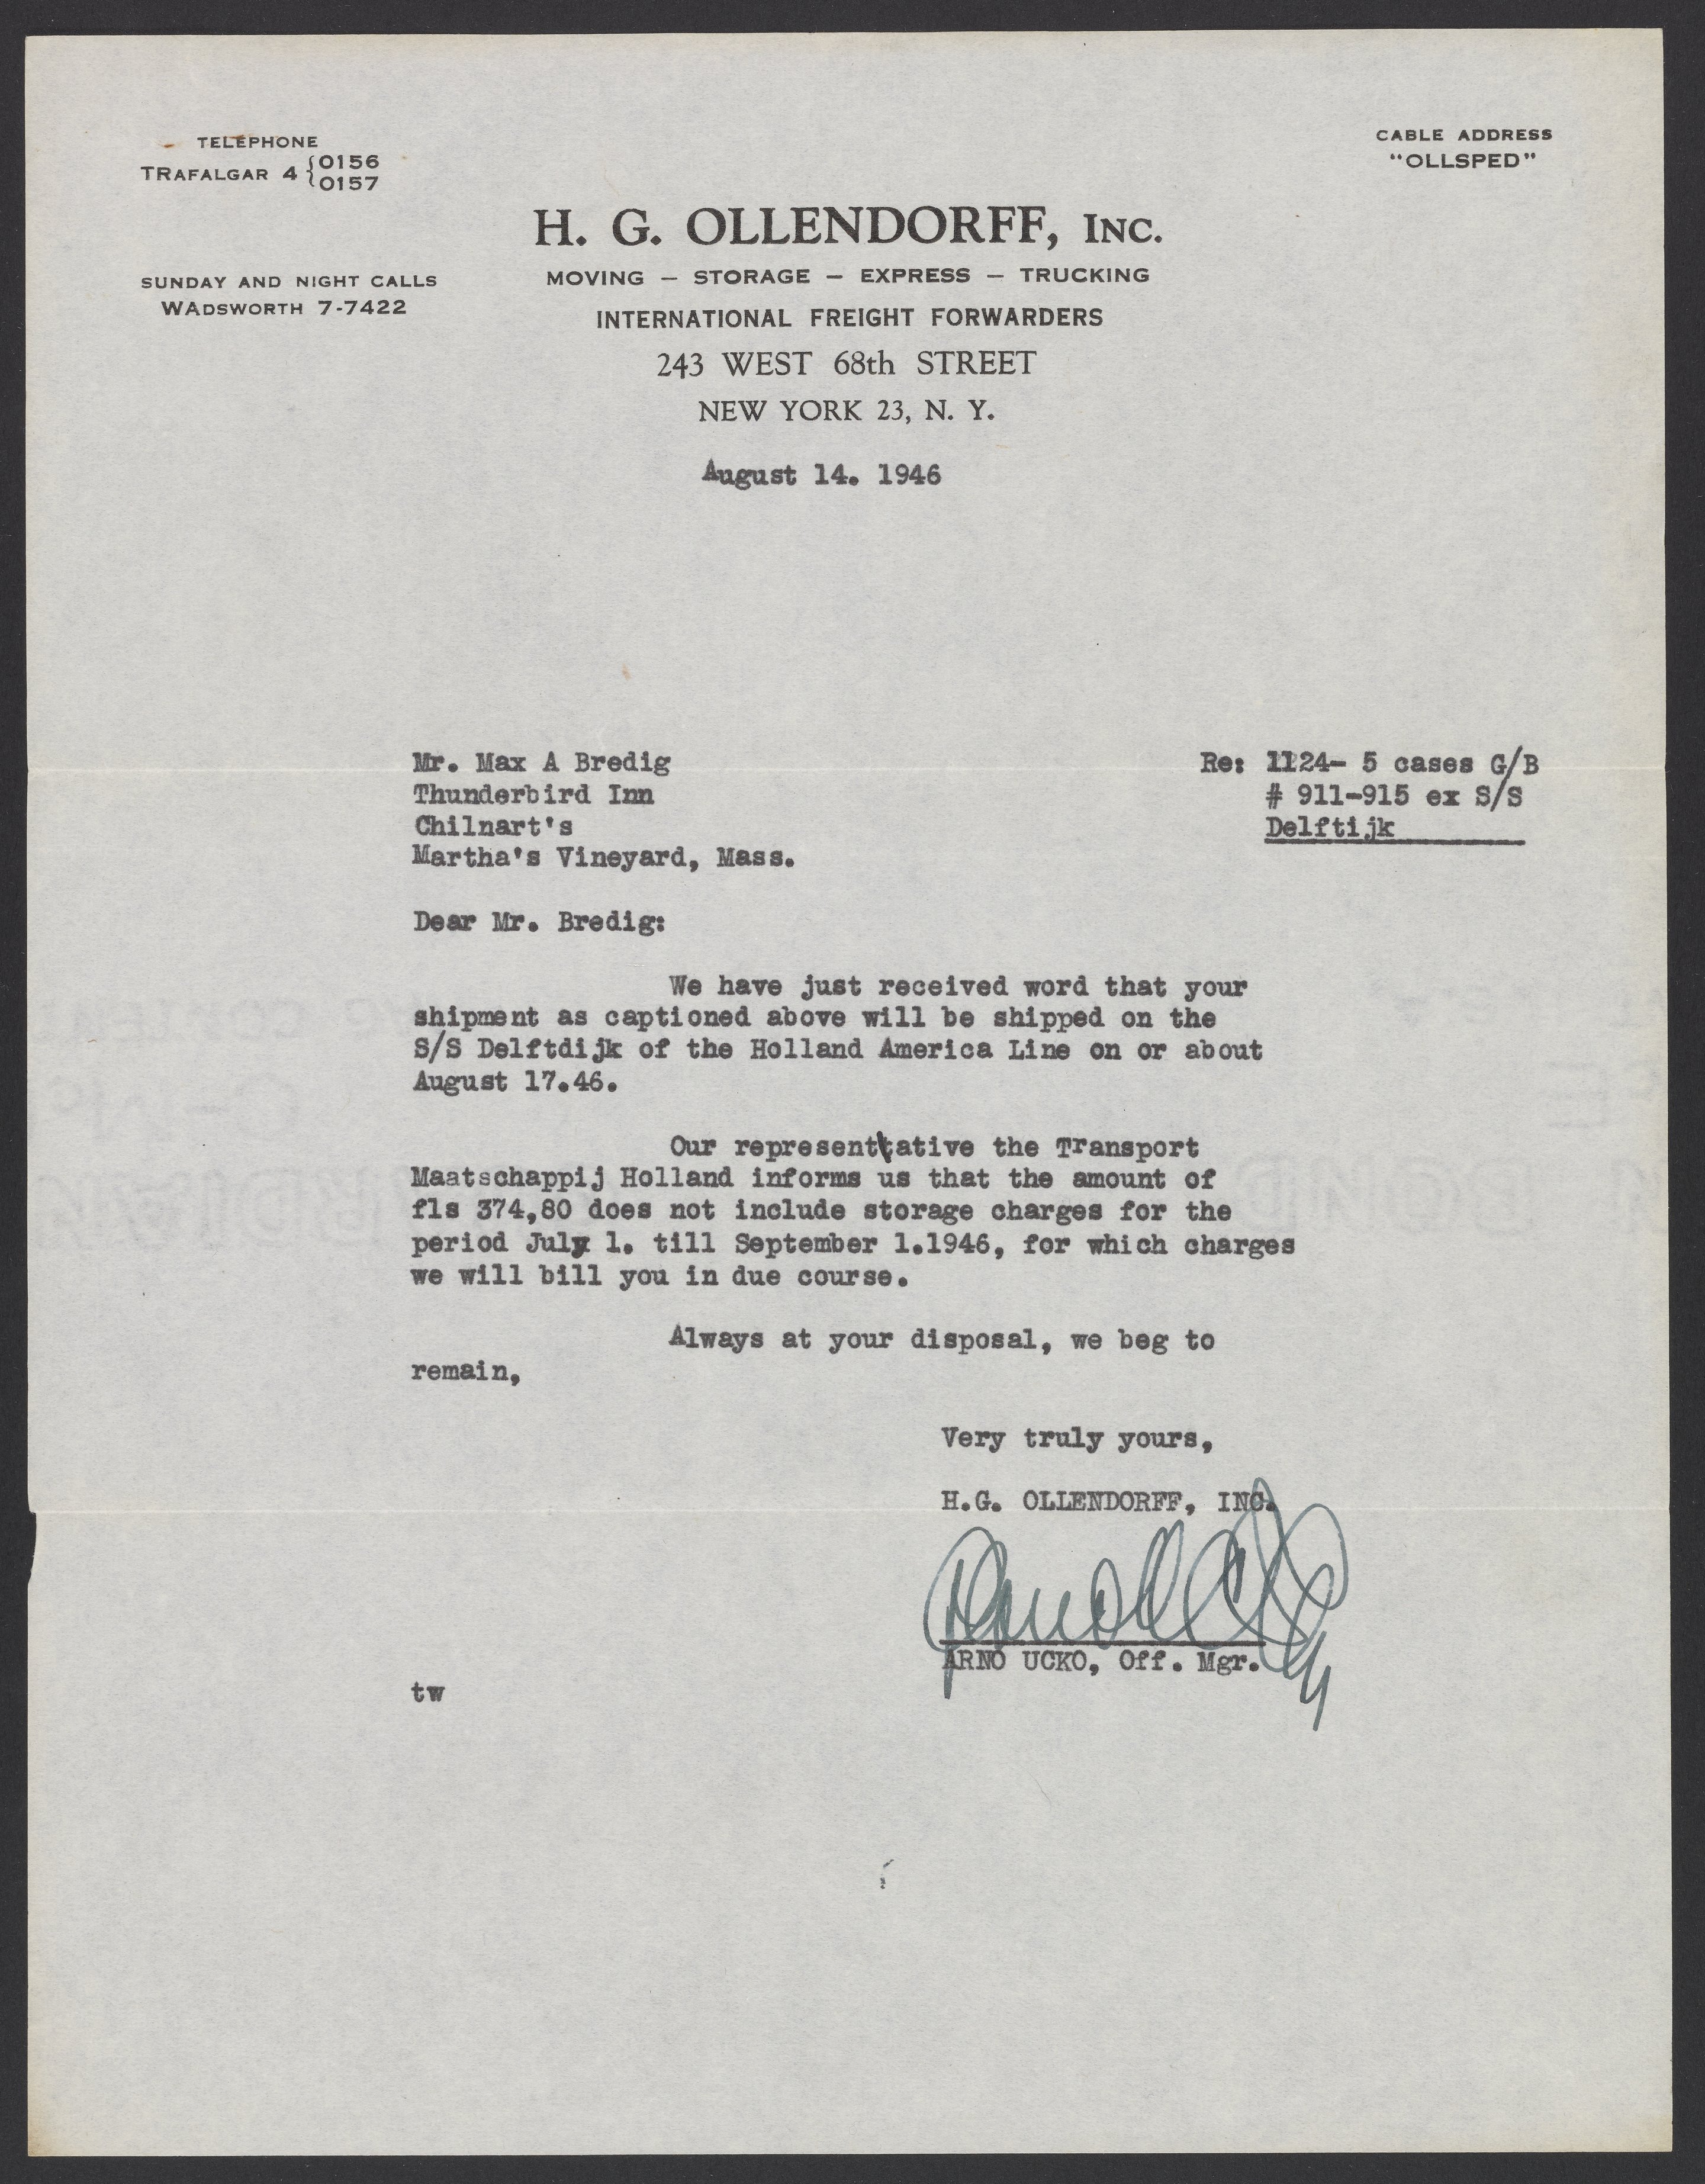 TELEPHONE
TRAFALGAR 4 {0156
0157
CABLE ADDRESS
"OLLSPED"
H. G. OLLENDORFF, INC.
SUNDAY AND NIGHT CALLS
WADSWORTH 7-7422
MOVING — STORAGE — EXPRESS — TRUCKING
INTERNATIONAL FREIGHT FORWARDERS
243 WEST 68th STREET
NEW YORK 23, N. Y.
August 14. 1946
Mr. Max A Bredig
Thunderbird Inn
Chilnart's
Martha's Vineyard, Mass.
Re: 1124- 5 cases G/B
# 911-915 ex S/S
Delftijk
Dear Mr. Bredig:
We have just received word that your
shipment as captioned above will be shipped on the
S/S Delftdijk of the Holland America Line on or about
August 17.46.
Our representtative the Transport
Maatschappij Holland informs us that the amount of
fls 374,80 does not include storage charges for the
period July 1. till September 1.1946, for which charges
we will bill you in due course.
Always at your disposal, we beg to
remain,
Very truly yours,
H.G. OLLENDORFF, INC.
ARNO UCKO, Off. Mgr.
tw